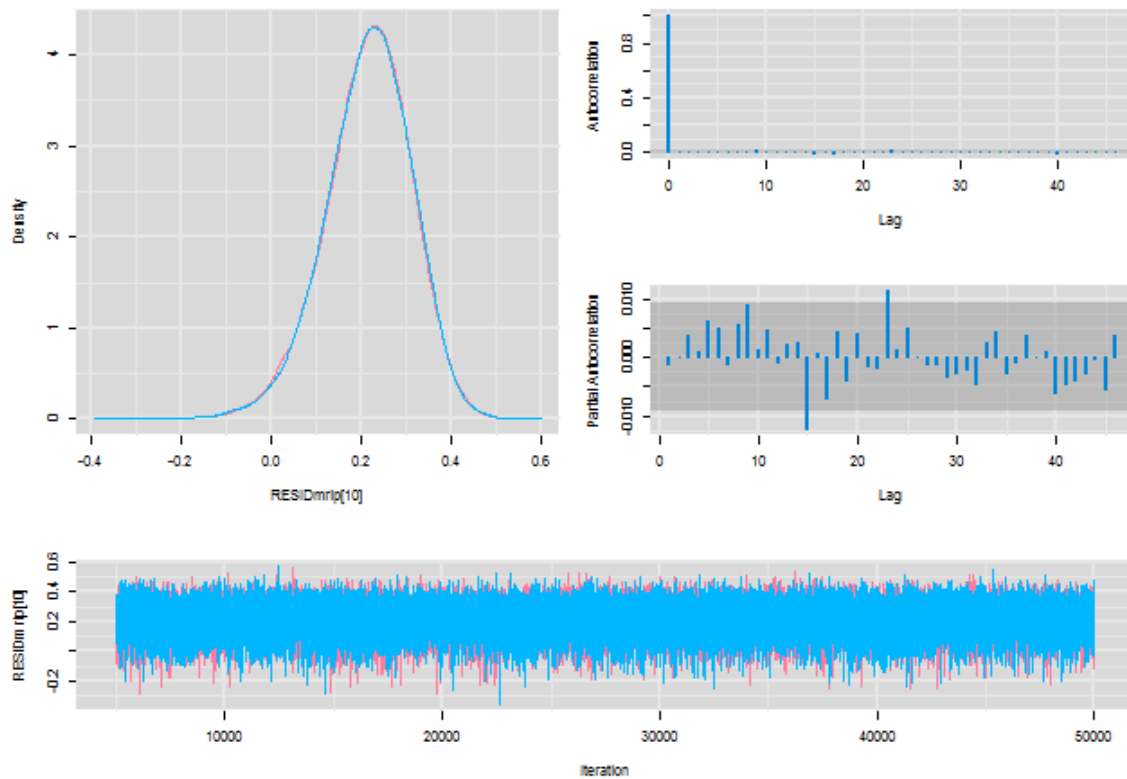 Density
0 1 2 3 4
-0.4 -0.2 0.0 0.2 0.4 0.6
RESIDmrip[10]
Autocorrelation
0.0 0.4 0.8
0 10 20 30 40
Lag
Partial Autocorrelation
-0.010 0.000 0.010
0 10 20 30 40
Lag
RESIDmrip[10]
-0.2 0.2 0.4 0.6
10000 20000 30000 40000 50000
Iteration